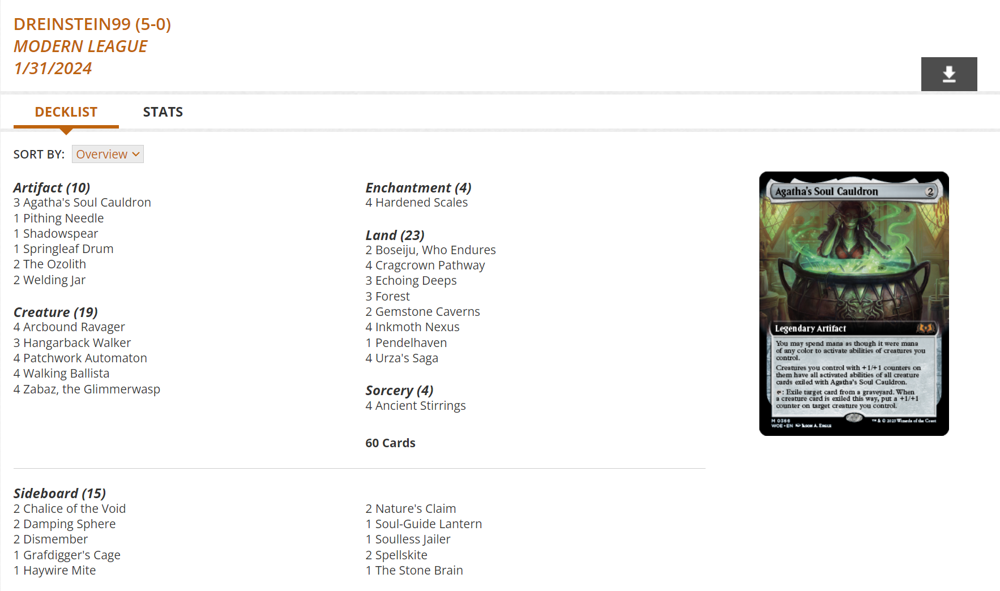 DREINSTEIN99 (5-0)
MODERN LEAGUE
1/31/2024
DECKLIST
STATS
SORT BY: Overview
Artifact (10)
3 Agatha's Soul Cauldron
1 Pithing Needle
1 Shadowspear
1 Springleaf Drum
2 The Ozolith
2 Welding Jar
Creature (19)
4 Arcbound Ravager
3 Hangarback Walker
4 Patchwork Automaton
4 Walking Ballista
4 Zabaz, the Glimmerwasp
Enchantment (4)
4 Hardened Scales
Land (23)
2 Boseiju, Who Endures
4 Cragcrown Pathway
3 Echoing Deeps
3 Forest
2 Gemstone Caverns
4 Inkmoth Nexus
1 Pendelhaven
4 Urza's Saga
Sorcery (4)
4 Ancient Stirrings
60 Cards
Agatha's Soul Cauldron 2
Legendary Artifact
You may spend mana as though it were mana
of any color to activate abilities of creatures you
control.
Creatures you control with +1/+1 counters on
them have all activated abilities of all creature
cards exiled with Agatha's Soul Cauldron.
: Exile target card from a graveyard. When
a creature card is exiled this way, put a +1/+1
counter on target creature you control.
M 0366
WOE • EN Jason A. Engle
™ & © 2023 Wizards of the Coast
Sideboard (15)
2 Chalice of the Void
2 Damping Sphere
2 Dismember
1 Grafdigger's Cage
1 Haywire Mite
2 Nature's Claim
1 Soul-Guide Lantern
1 Soulless Jailer
2 Spellskite
1 The Stone Brain